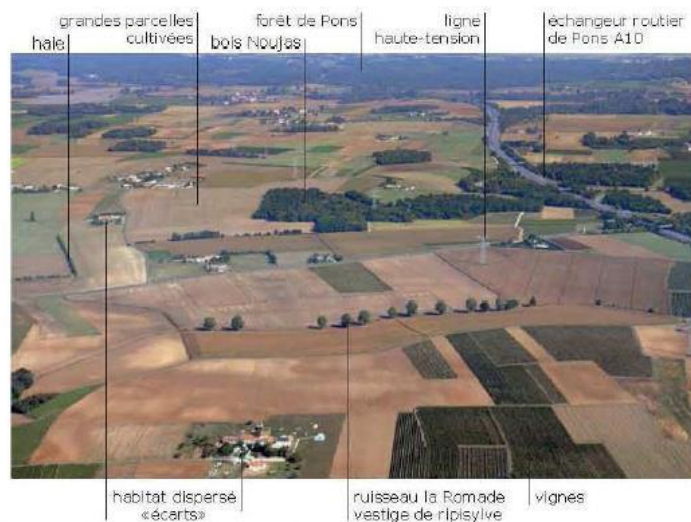 grandes parcelles
cultivées
haie
forêt de Pons
bois Noujas
ligne
haute-tension
échangeur routier
de Pons A10
habitat dispersé
«écarts»
ruisseau la Romade
vestige de ripisylve
vignes